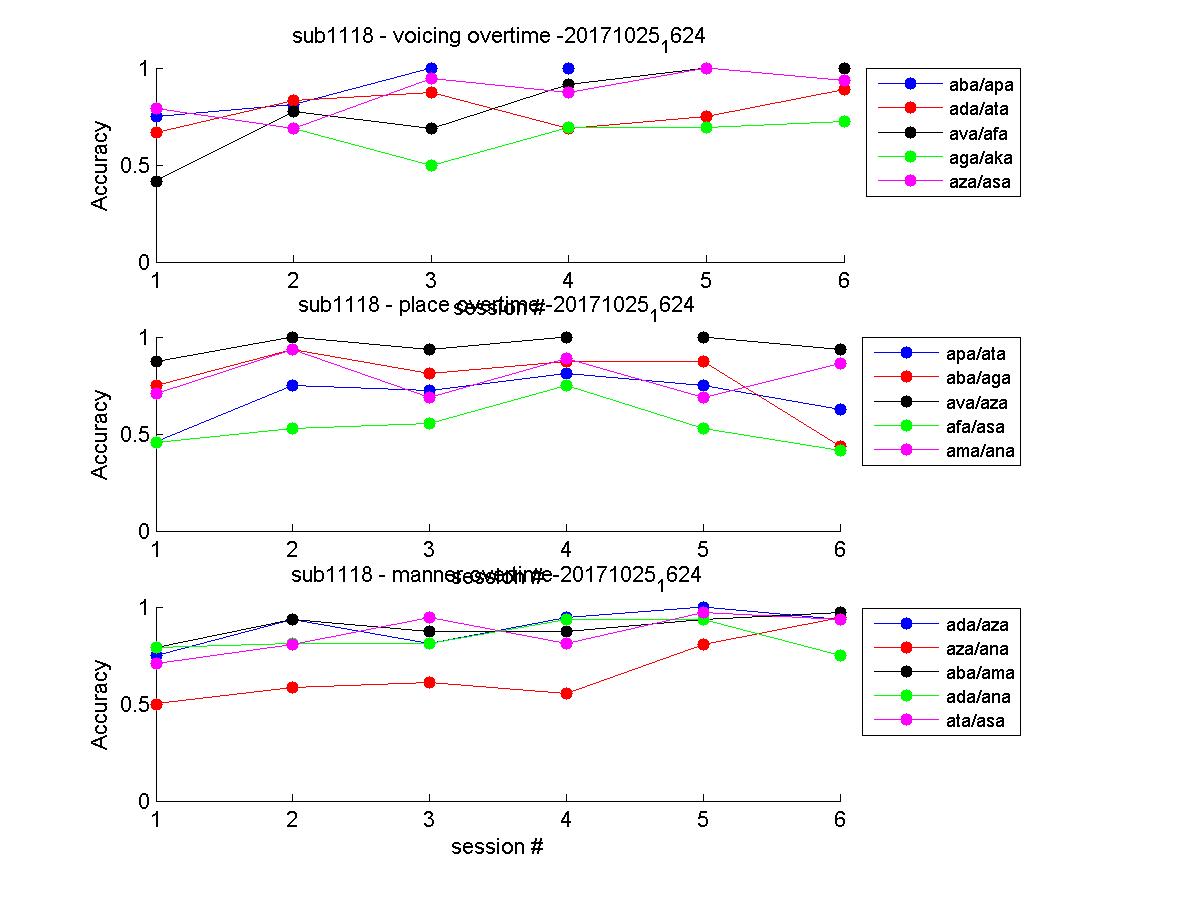 sub1118 - voicing overtime -20171025₁624
1
0.5
0
Accuracy
1 2 3 4 5 6
session #
aba/apa
ada/ata
ava/afa
aga/aka
aza/asa
sub1118 - place overtime -20171025₁624
1
0.5
0
Accuracy
1 2 3 4 5 6
session #
apa/ata
aba/aga
ava/aza
afa/asa
ama/ana
sub1118 - manner overtime -20171025₁624
1
0.5
0
Accuracy
1 2 3 4 5 6
session #
ada/aza
aza/ana
aba/ama
ada/ana
ata/asa